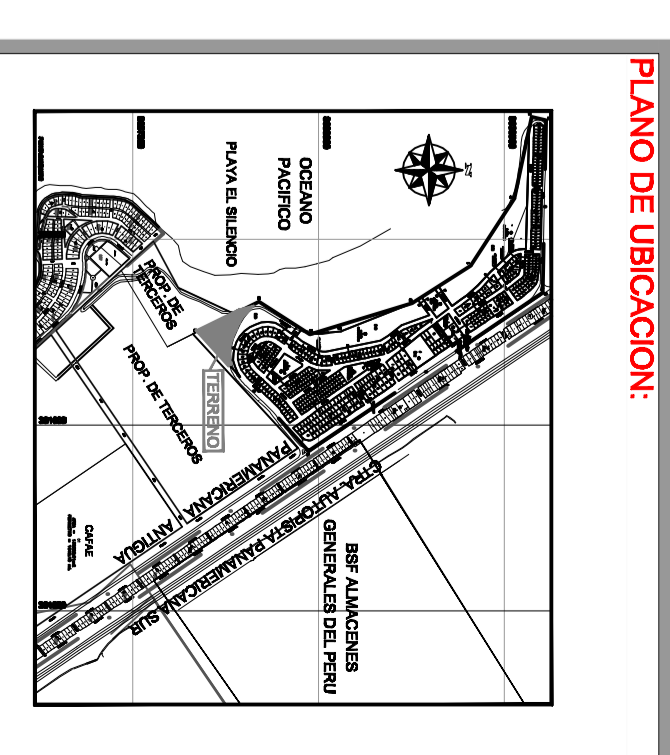 PLANO DE UBICACION:
OCEANO
PACIFICO
PLAYA EL SILENCIO
PROP. DE
TERCEROS
PROP. DE TERCEROS
TERRENO
PANAMERICANA
ANTIGUA
CTRA. AUTOPISTA PANAMERICANA SUR
BSF ALMACENES
GENERALES DEL PERU
CAFAE